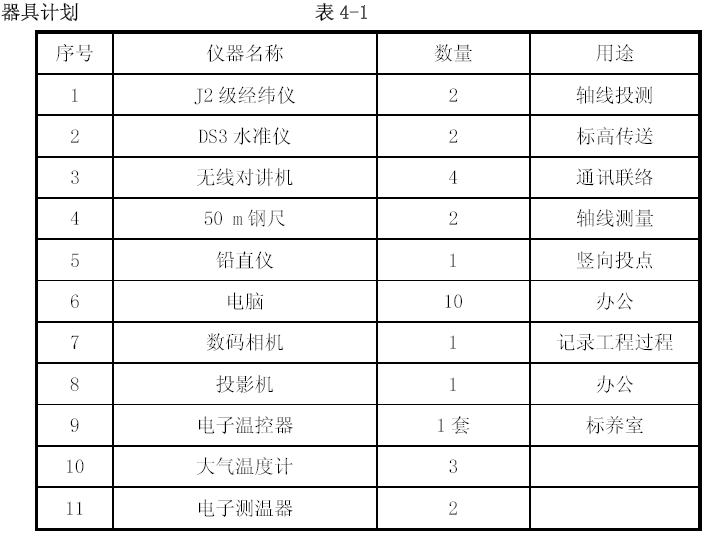 器具计划 表 4-1
序号 仪器名称 数量 用途
1 J2 级经纬仪 2 轴线投测
2 DS3 水准仪 2 标高传送
3 无线对讲机 4 通讯联络
4 50 m 钢尺 2 轴线测量
5 铅直仪 1 竖向投点
6 电脑 10 办公
7 数码相机 1 记录工程过程
8 投影机 1 办公
9 电子温控器 1 套 标养室
10 大气温度计 3
11 电子测温器 2